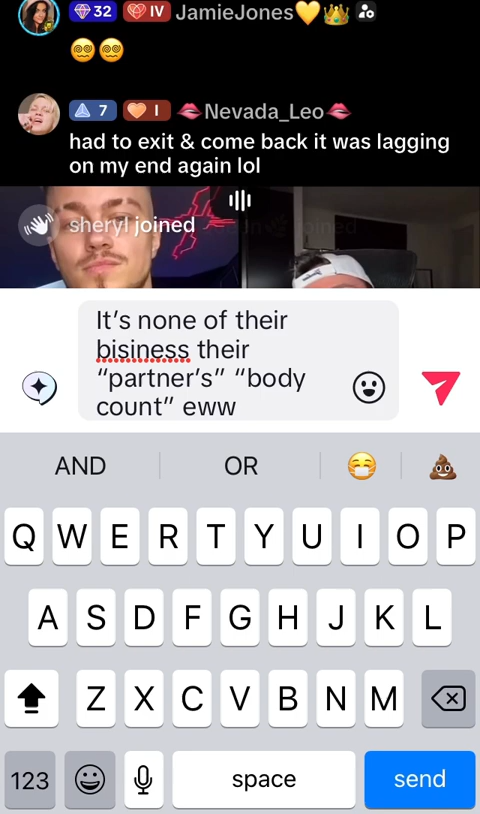 32 IV JamieJones💛👑
😵‍💫😵‍💫
7 I 💋Nevada_Leo💋
had to exit & come back it was lagging
on my end again lol
sheryl joined
It's none of their
bisiness their
“partner's” “body
count” eww
AND OR 😷 💩
Q W E R T Y U I O P
A S D F G H J K L
Z X C V B N M
123 space send